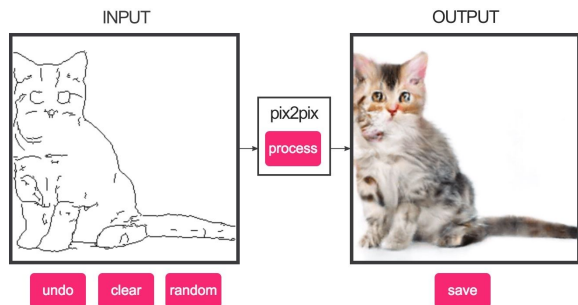 INPUT
OUTPUT
pix2pix
process
undo
clear
random
save